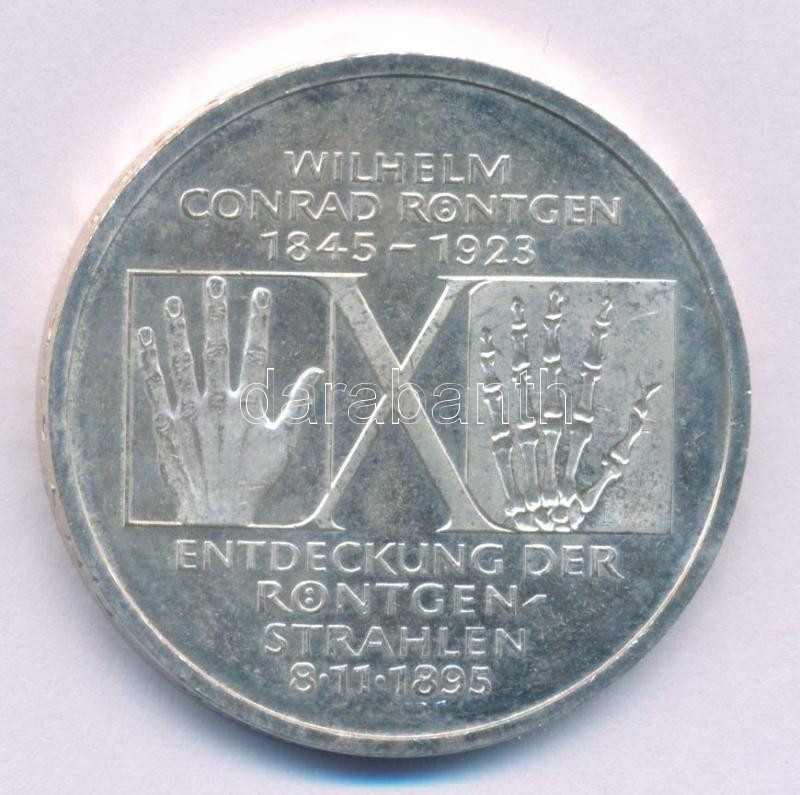 WILHELM
CONRAD RÖNTGEN
1845 – 1923
X
darabanth
ENTDECKUNG DER
RÖNTGEN-
STRAHLEN
8·11·1895